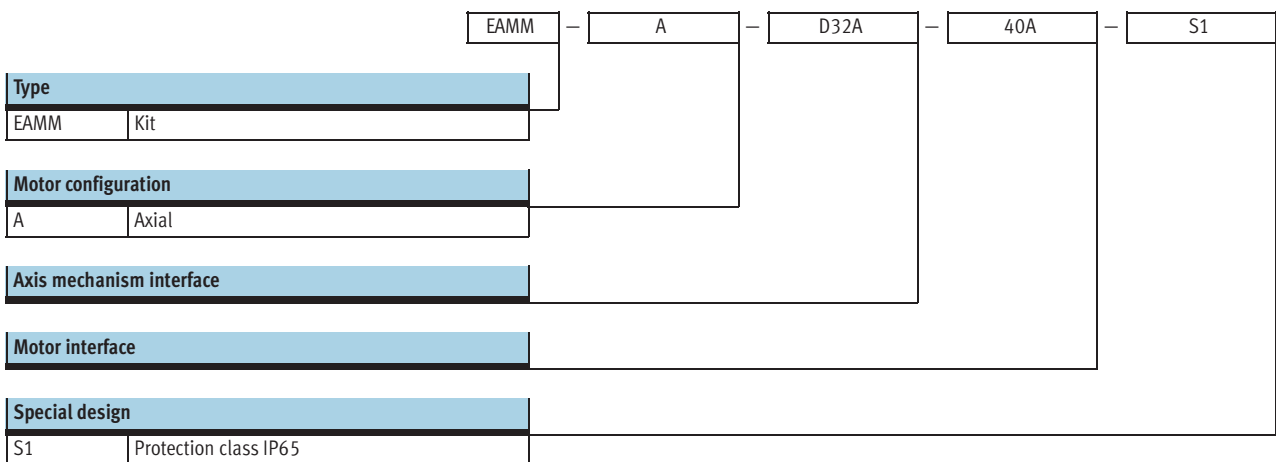 EAMM – A – D32A – 40A – S1
Type
EAMM Kit
Motor configuration
A Axial
Axis mechanism interface
Motor interface
Special design
S1 Protection class IP65